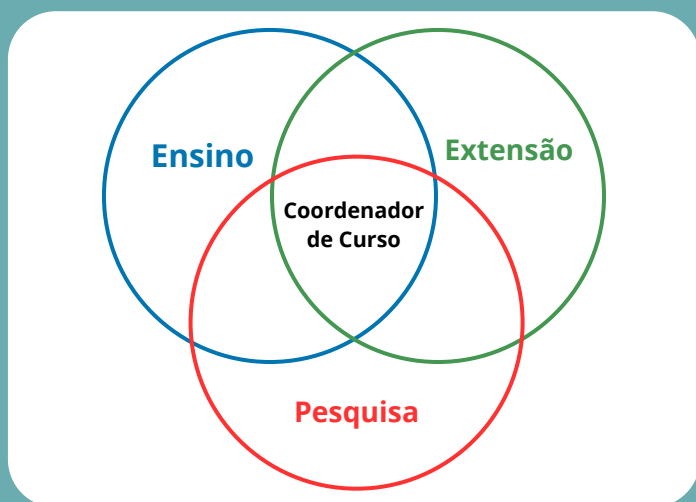 Ensino
Extensão
Coordenador
de Curso
Pesquisa